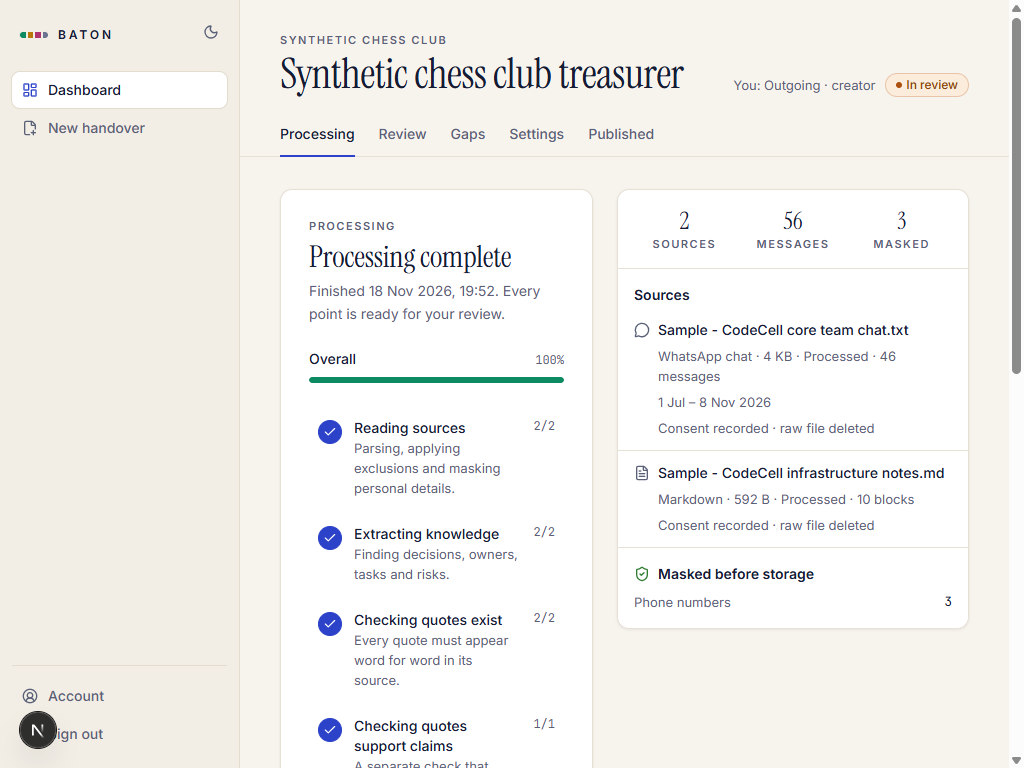 BATON
Dashboard
New handover
Account
ign out
N
SYNTHETIC CHESS CLUB
Synthetic chess club treasurer
You: Outgoing · creator
In review
Processing
Review
Gaps
Settings
Published
PROCESSING
Processing complete
Finished 18 Nov 2026, 19:52. Every
point is ready for your review.
Overall
100%
Reading sources
2/2
Parsing, applying
exclusions and masking
personal details.
Extracting knowledge
2/2
Finding decisions, owners,
tasks and risks.
Checking quotes exist
2/2
Every quote must appear
word for word in its
source.
Checking quotes
support claims
1/1
A separate check that
2
SOURCES
56
MESSAGES
3
MASKED
Sources
Sample - CodeCell core team chat.txt
WhatsApp chat · 4 KB · Processed · 46
messages
1 Jul – 8 Nov 2026
Consent recorded · raw file deleted
Sample - CodeCell infrastructure notes.md
Markdown · 592 B · Processed · 10 blocks
Consent recorded · raw file deleted
Masked before storage
Phone numbers
3